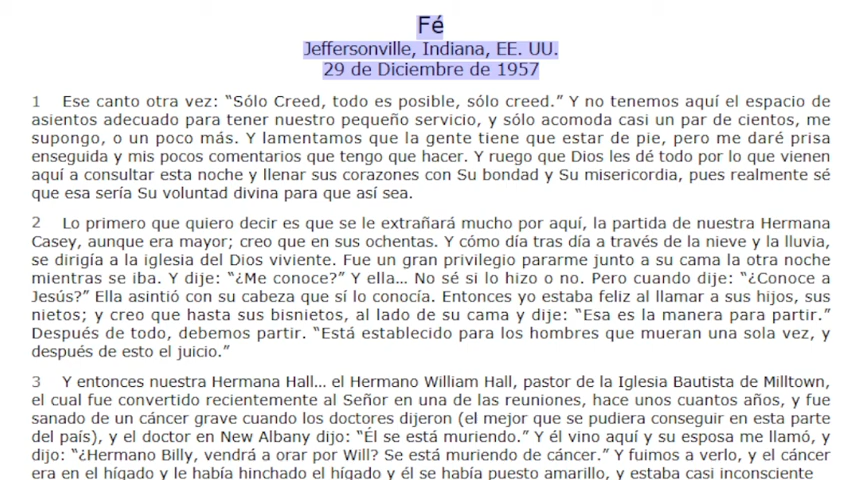 Fé
Jeffersonville, Indiana, EE. UU.
29 de Diciembre de 1957
1 Ese canto otra vez: “Sólo Creed, todo es posible, sólo creed.” Y no tenemos aquí el espacio de
asientos adecuado para tener nuestro pequeño servicio, y sólo acomoda casi un par de cientos, me
supongo, o un poco más. Y lamentamos que la gente tiene que estar de pie, pero me daré prisa
enseguida y mis pocos comentarios que tengo que hacer. Y ruego que Dios les dé todo por lo que vienen
aquí a consultar esta noche y llenar sus corazones con Su bondad y Su misericordia, pues realmente sé
que esa sería Su voluntad divina para que así sea.
2 Lo primero que quiero decir es que se le extrañará mucho por aquí, la partida de nuestra Hermana
Casey, aunque era mayor; creo que en sus ochentas. Y cómo día tras día a través de la nieve y la lluvia,
se dirigía a la iglesia del Dios viviente. Fue un gran privilegio pararme junto a su cama la otra noche
mientras se iba. Y dije: “¿Me conoce?” Y ella... No sé si lo hizo o no. Pero cuando dije: “¿Conoce a
Jesús?” Ella asintió con su cabeza que sí lo conocía. Entonces yo estaba feliz al llamar a sus hijos, sus
nietos; y creo que hasta sus bisnietos, al lado de su cama y dije: “Esa es la manera para partir.”
Después de todo, debemos partir. “Está establecido para los hombres que mueran una sola vez, y
después de esto el juicio.”
3 Y entonces nuestra Hermana Hall... el Hermano William Hall, pastor de la Iglesia Bautista de Milltown,
el cual fue convertido recientemente al Señor en una de las reuniones, hace unos cuantos años, y fue
sanado de un cáncer grave cuando los doctores dijeron (el mejor que se pudiera conseguir en esta parte
del país), y el doctor en New Albany dijo: “Él se está muriendo.” Y él vino aquí y su esposa me llamó, y
dijo: “¿Hermano Billy, vendrá a orar por Will? Se está muriendo de cáncer.” Y fuimos a verlo, y el cáncer
era en el hígado y le había hinchado el hígado y él se había puesto amarillo, y estaba casi inconsciente